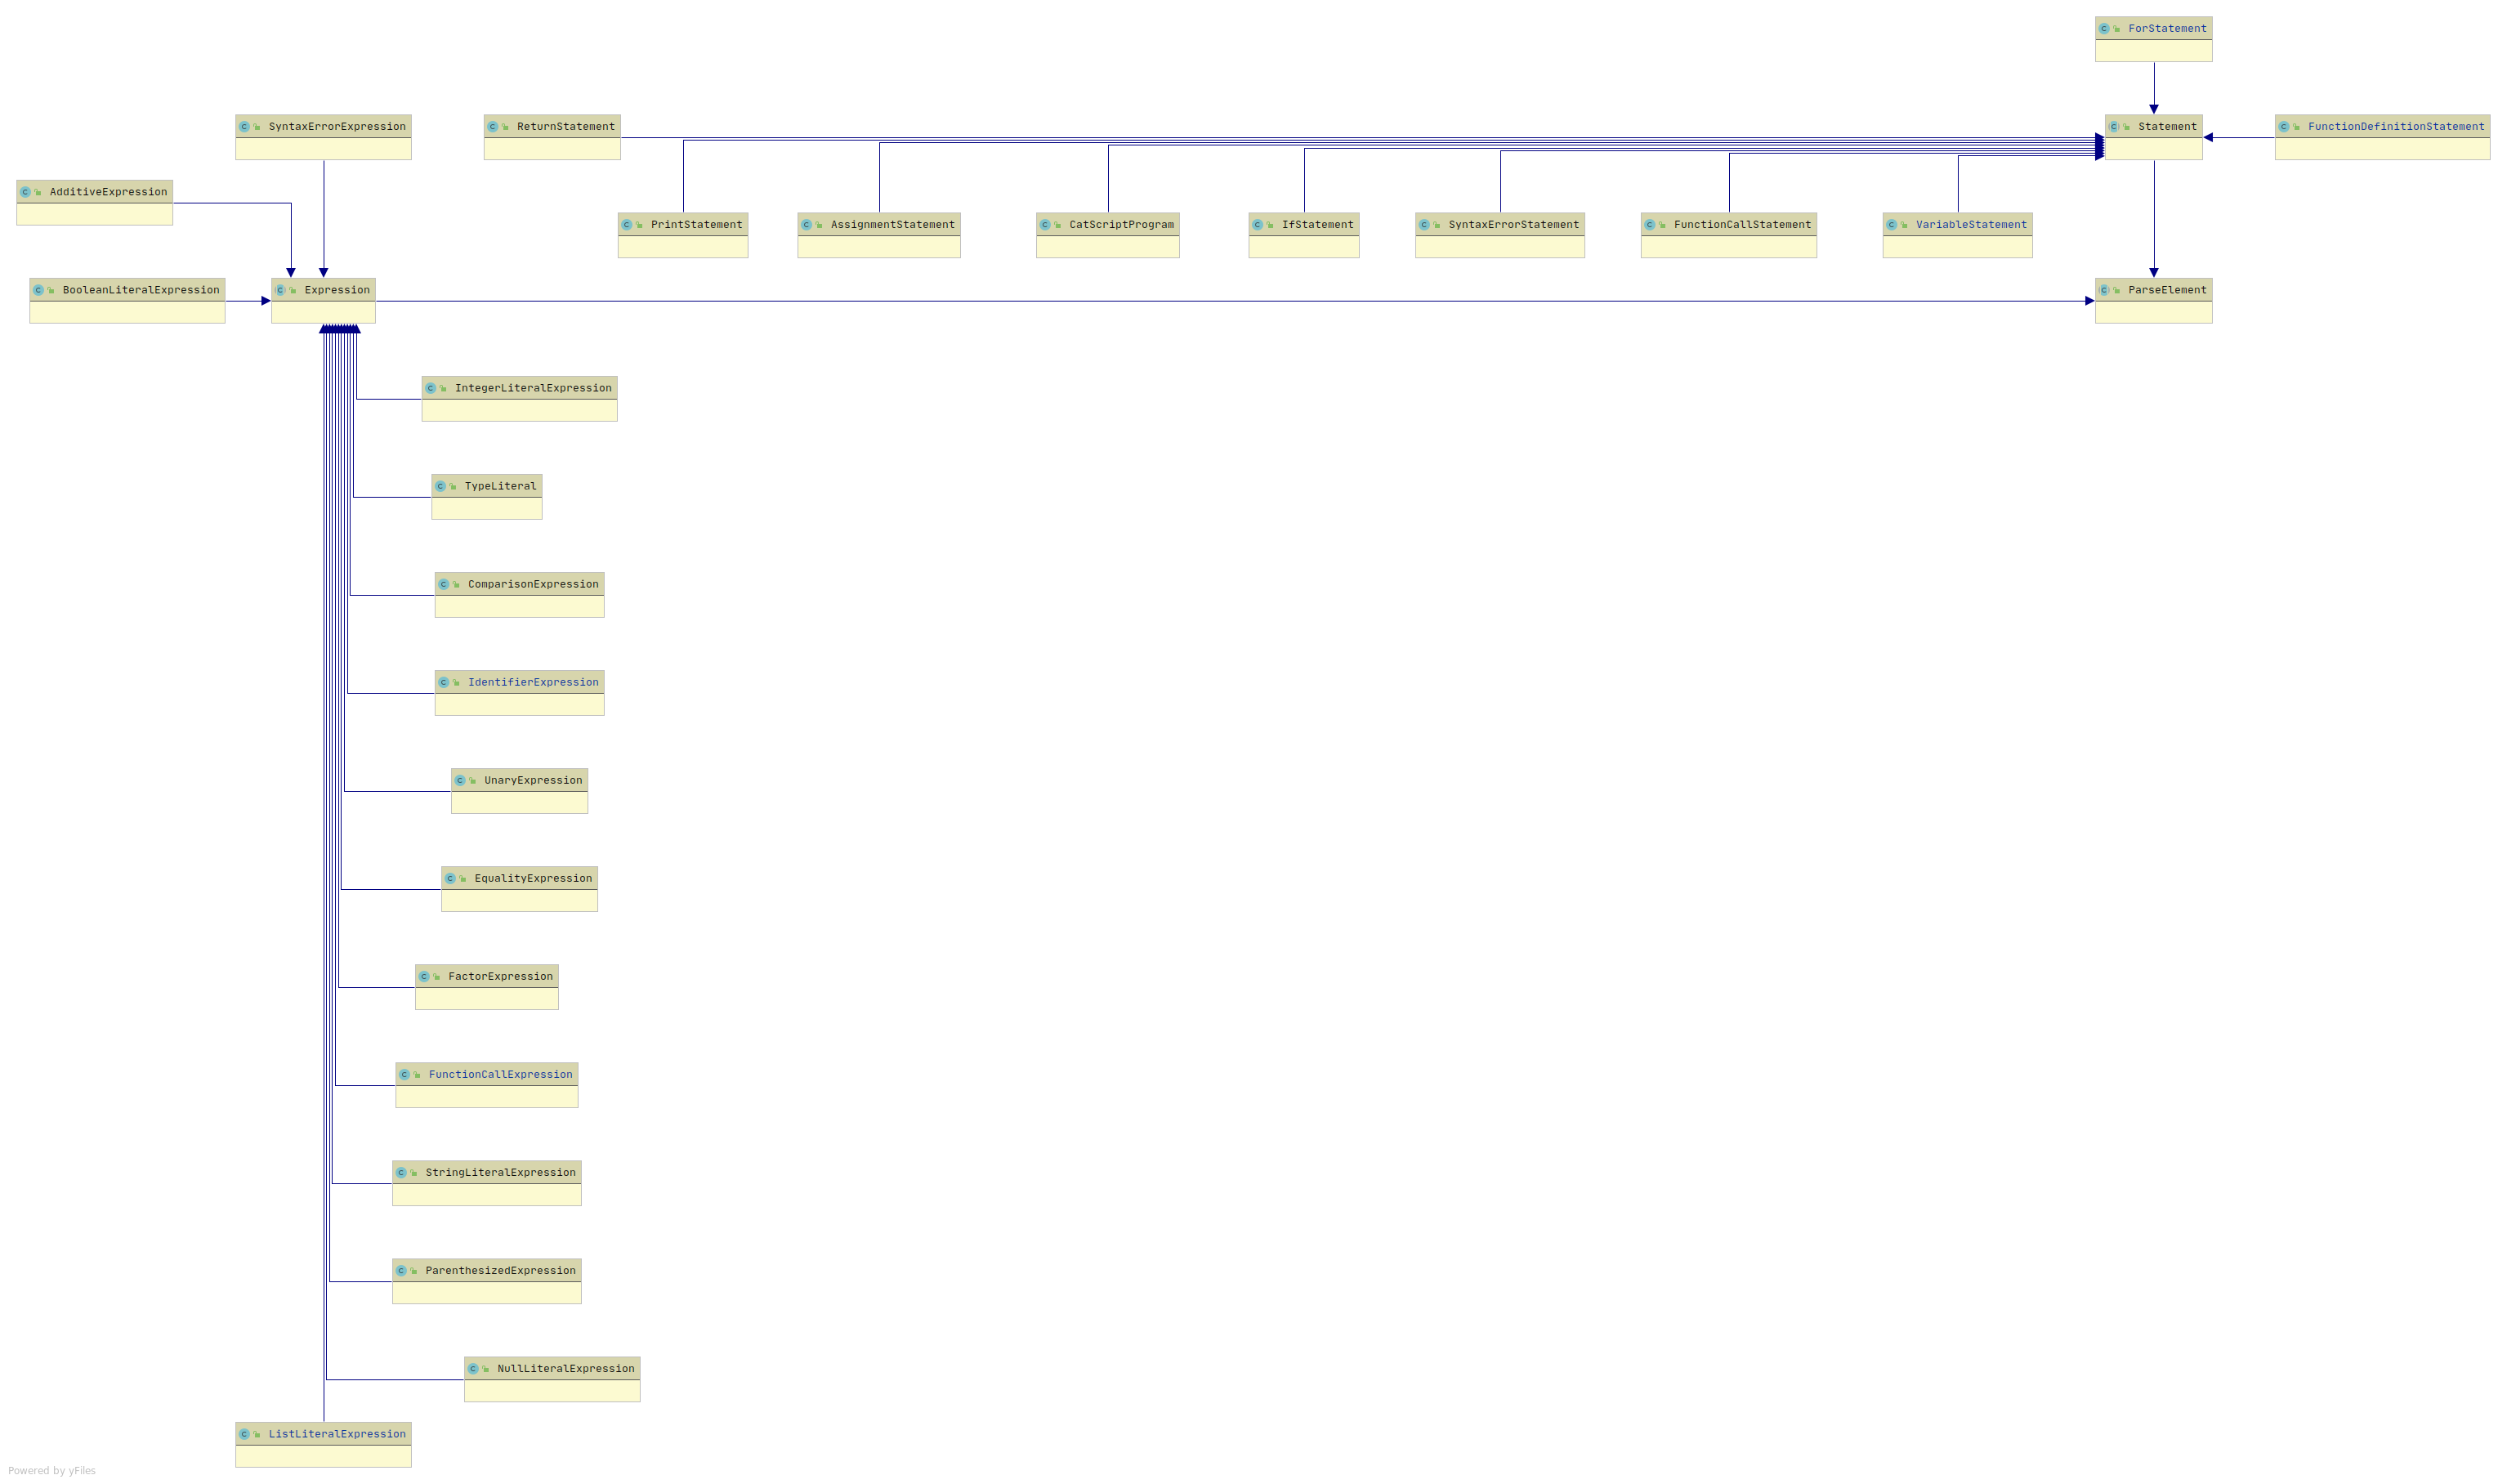 ForStatement
SyntaxErrorExpression
ReturnStatement
Statement
FunctionDefinitionStatement
AdditiveExpression
PrintStatement
AssignmentStatement
CatScriptProgram
IfStatement
SyntaxErrorStatement
FunctionCallStatement
VariableStatement
BooleanLiteralExpression
Expression
ParseElement
IntegerLiteralExpression
TypeLiteral
ComparisonExpression
IdentifierExpression
UnaryExpression
EqualityExpression
FactorExpression
FunctionCallExpression
StringLiteralExpression
ParenthesizedExpression
NullLiteralExpression
ListLiteralExpression
Powered by yFiles